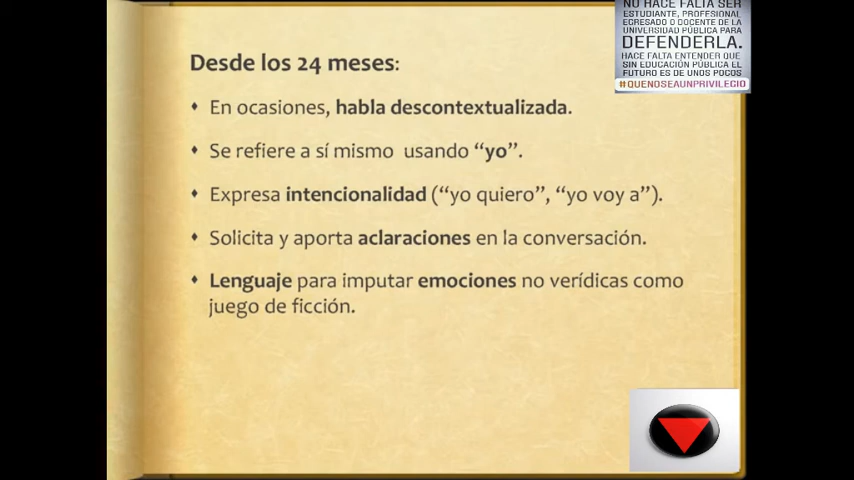 NO HACE FALTA SER
ESTUDIANTE, PROFESIONAL
EGRESADO O DOCENTE DE LA
UNIVERSIDAD PÚBLICA PARA
DEFENDERLA.
HACE FALTA ENTENDER QUE
SIN EDUCACIÓN PÚBLICA EL
FUTURO ES DE UNOS POCOS
#QUENOSEAUNPRIVILEGIO
Desde los 24 meses:
♦ En ocasiones, habla descontextualizada.
♦ Se refiere a sí mismo usando “yo”.
♦ Expresa intencionalidad (“yo quiero”, “yo voy a”).
♦ Solicita y aporta aclaraciones en la conversación.
♦ Lenguaje para imputar emociones no verídicas como
juego de ficción.